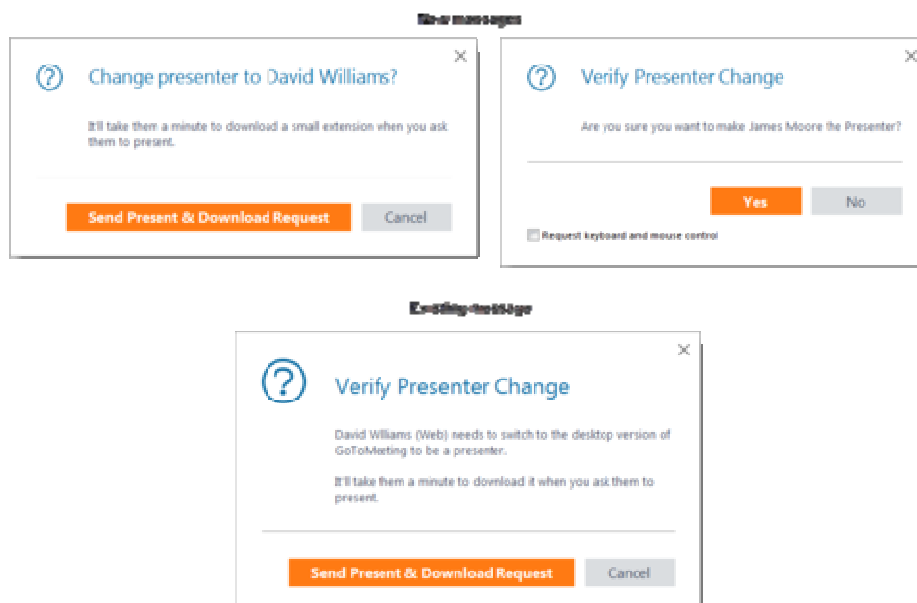 New messages
Change presenter to David Williams?
It'll take them a minute to download a small extension when you ask
them to present.
Send Present & Download Request
Cancel
Verify Presenter Change
Are you sure you want to make James Moore the Presenter?
Yes
No
Request keyboard and mouse control
Existing message
Verify Presenter Change
David Williams (Web) needs to switch to the desktop version of
GoToMeeting to be a presenter.
It'll take them a minute to download it when you ask them to
present.
Send Present & Download Request
Cancel